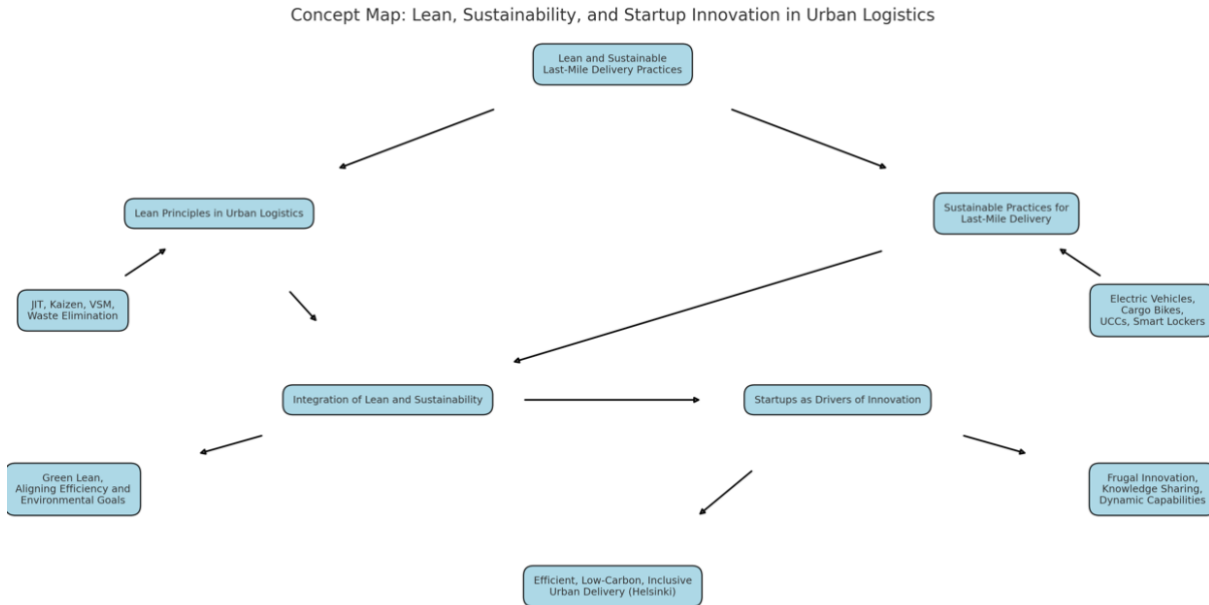 Concept Map: Lean, Sustainability, and Startup Innovation in Urban Logistics
Lean and Sustainable
Last-Mile Delivery Practices
Lean Principles in Urban Logistics
Sustainable Practices for
Last-Mile Delivery
JIT, Kaizen, VSM,
Waste Elimination
Electric Vehicles,
Cargo Bikes,
UCCs, Smart Lockers
Integration of Lean and Sustainability
Startups as Drivers of Innovation
Green Lean,
Aligning Efficiency and
Environmental Goals
Frugal Innovation,
Knowledge Sharing,
Dynamic Capabilities
Efficient, Low-Carbon, Inclusive
Urban Delivery (Helsinki)